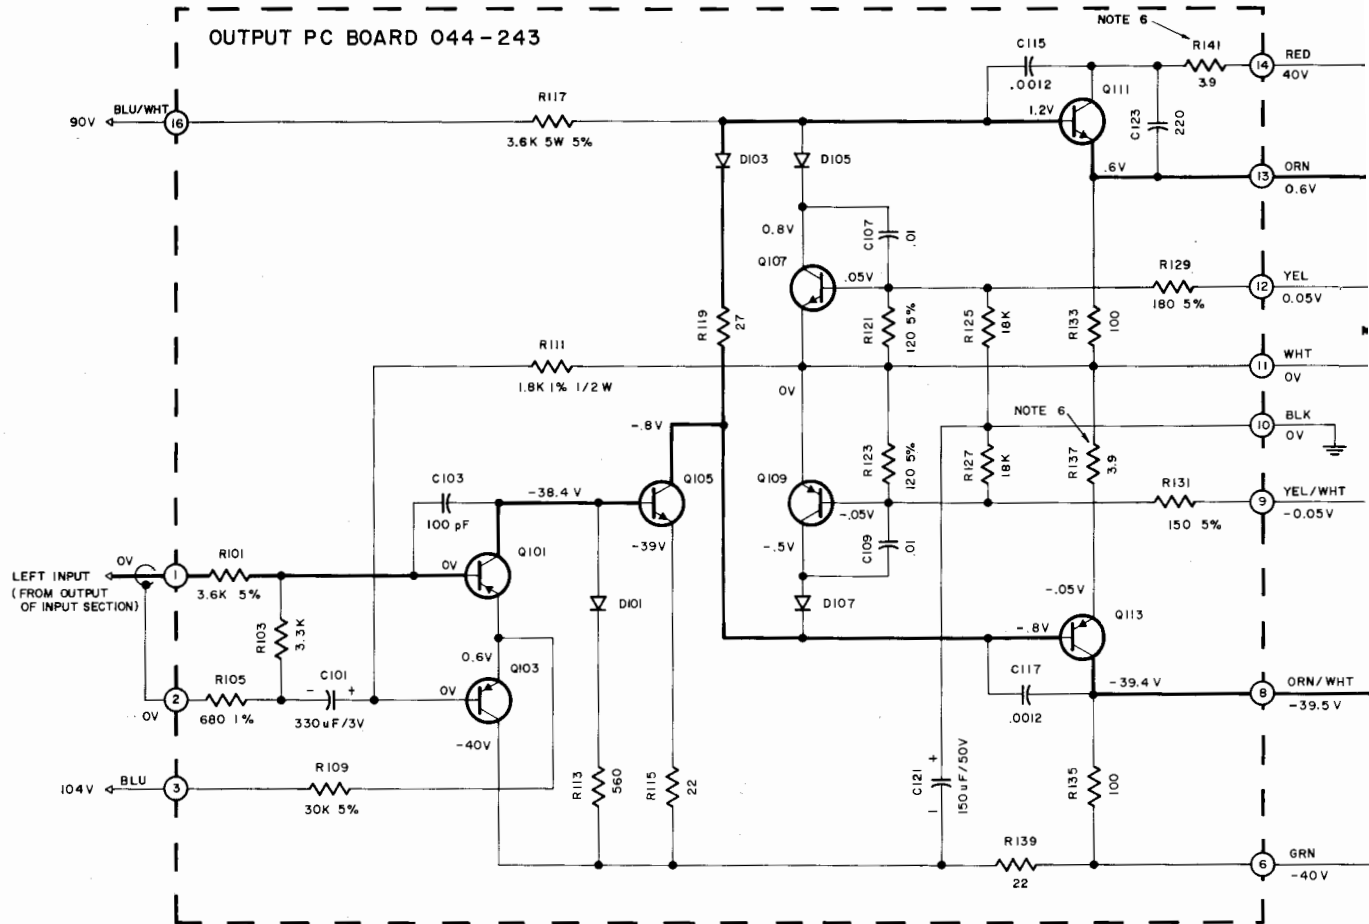 OUTPUT PC BOARD 044-243
NOTE 6
C115
.0012
R141
3.9
14
RED
40V
90V
BLU/WHT
16
R117
3.6K 5W 5%
1.2V
Q111
C123
220
D103
D105
.6V
13
ORN
0.6V
0.8V
C107
.01
Q107
.05V
R129
180 5%
12
YEL
0.05V
R119
27
R121
120 5%
R125
18K
R133
100
R111
1.8K 1% 1/2 W
0V
11
WHT
0V
NOTE 6
10
BLK
0V
-.8V
C103
100 pF
-38.4 V
Q105
Q109
R123
120 5%
R127
18K
R137
3.9
-.05V
R131
150 5%
9
YEL/WHT
-0.05V
-39V
-.5V
C109
.01
LEFT INPUT
(FROM OUTPUT
OF INPUT SECTION)
0V
1
R101
3.6K 5%
0V
Q101
D101
D107
-.05V
Q113
-.8V
R103
3.3K
0.6V
Q103
C117
.0012
-39.4 V
8
ORN/WHT
-39.5V
2
0V
R105
680 1%
C101
- +
330uF/3V
0V
-40V
104V
BLU
3
R109
30K 5%
R113
560
R115
22
C121
+
-
150uF/50V
R135
100
R139
22
6
GRN
-40V